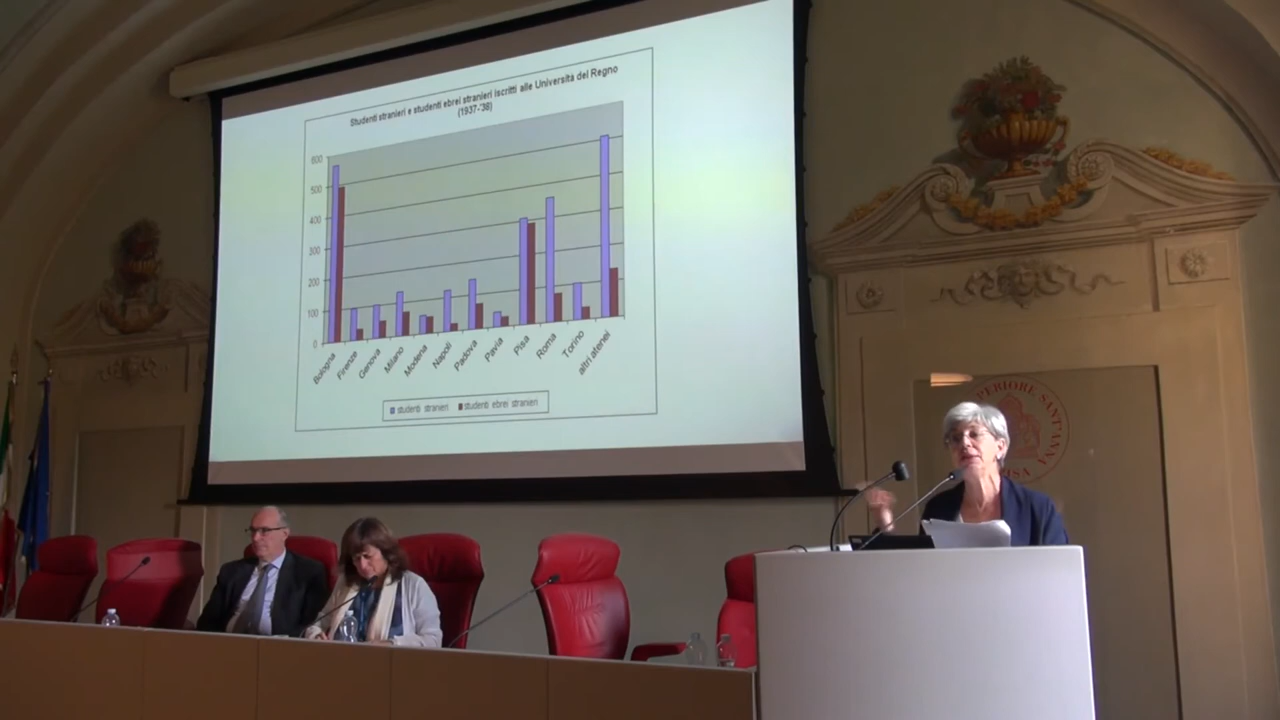 Studenti stranieri e studenti ebrei stranieri iscritti alle Università del Regno
(1937-'38)
600
500
400
300
200
100
0
Bologna
Firenze
Genova
Milano
Modena
Napoli
Padova
Pavia
Pisa
Roma
Torino
altri atenei
studenti stranieri
studenti ebrei stranieri
PERIORE SANT'ANNA
PISA